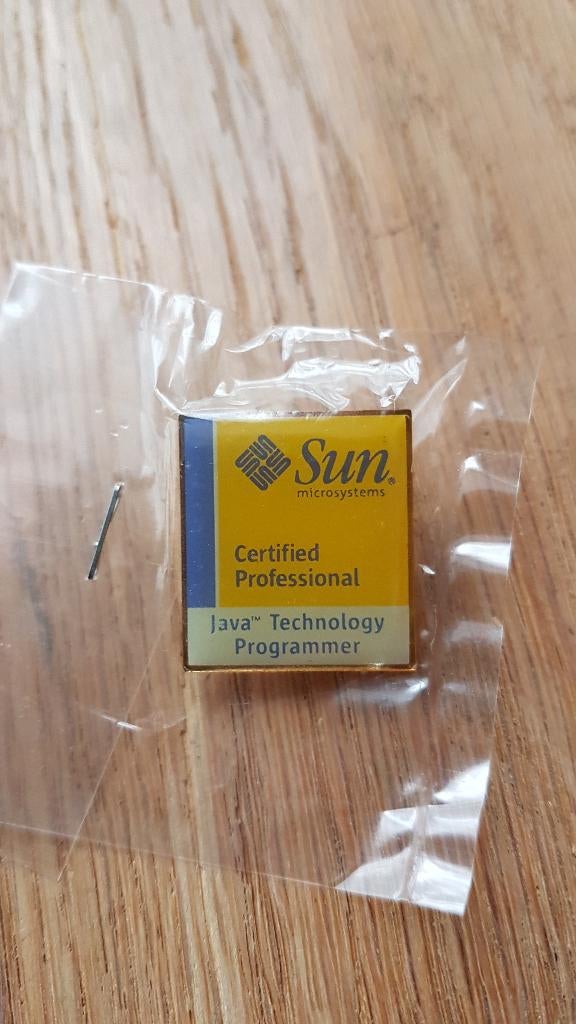 Sun®
microsystems
Certified
Professional
Java™ Technology
Programmer